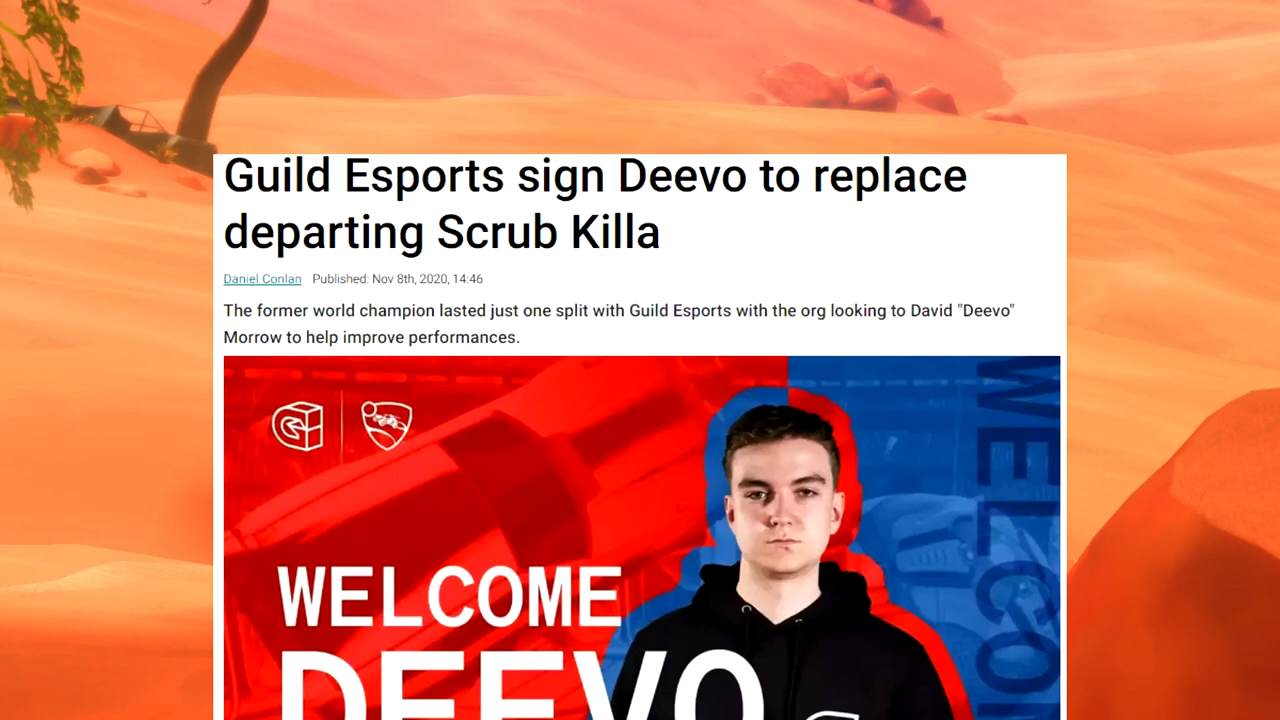 Guild Esports sign Deevo to replace
departing Scrub Killa
Daniel Conlan Published: Nov 8th, 2020, 14:46
The former world champion lasted just one split with Guild Esports with the org looking to David "Deevo"
Morrow to help improve performances.
WELCOME
DEEVO
WELCOM